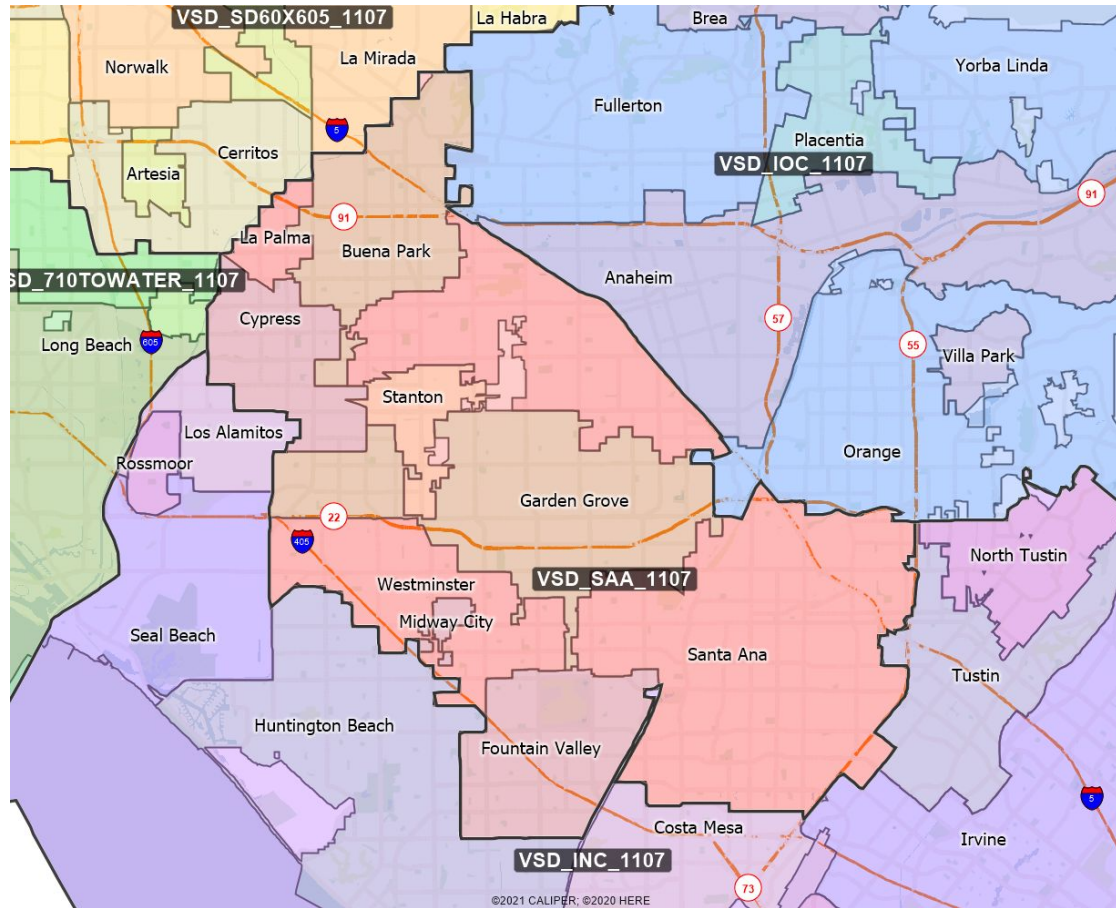 VSD_SD60X605_1107
La Habra
Brea
Norwalk
La Mirada
Yorba Linda
Fullerton
5
Placentia
Cerritos
VSD_IOC_1107
Artesia
91
91
La Palma
Buena Park
SD_710TOWATER_1107
Anaheim
Cypress
57
Long Beach
605
55
Villa Park
Stanton
Los Alamitos
Orange
Rossmoor
Garden Grove
22
405
North Tustin
VSD_SAA_1107
Westminster
Midway City
Seal Beach
Santa Ana
Tustin
Huntington Beach
Fountain Valley
5
Costa Mesa
Irvine
VSD_INC_1107
73
©2021 CALIPER; ©2020 HERE